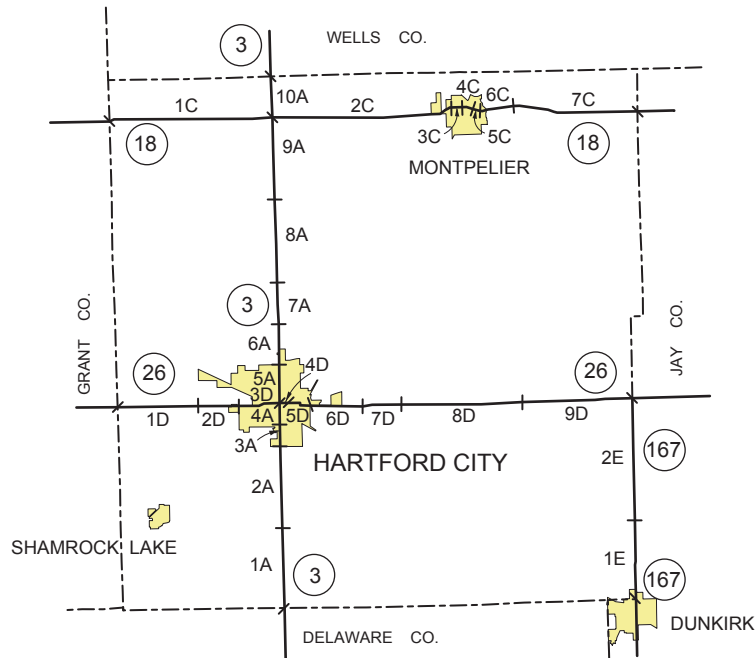 WELLS CO.
3
4C
6C
10A
1C
2C
7C
3C
5C
18
9A
18
MONTPELIER
8A
3
7A
GRANT CO.
JAY CO.
6A
4D
26
5A
26
3D
1D
2D
4A
5D
6D
7D
8D
9D
3A
2E
167
HARTFORD CITY
2A
SHAMROCK LAKE
1A
3
1E
167
DUNKIRK
DELAWARE CO.